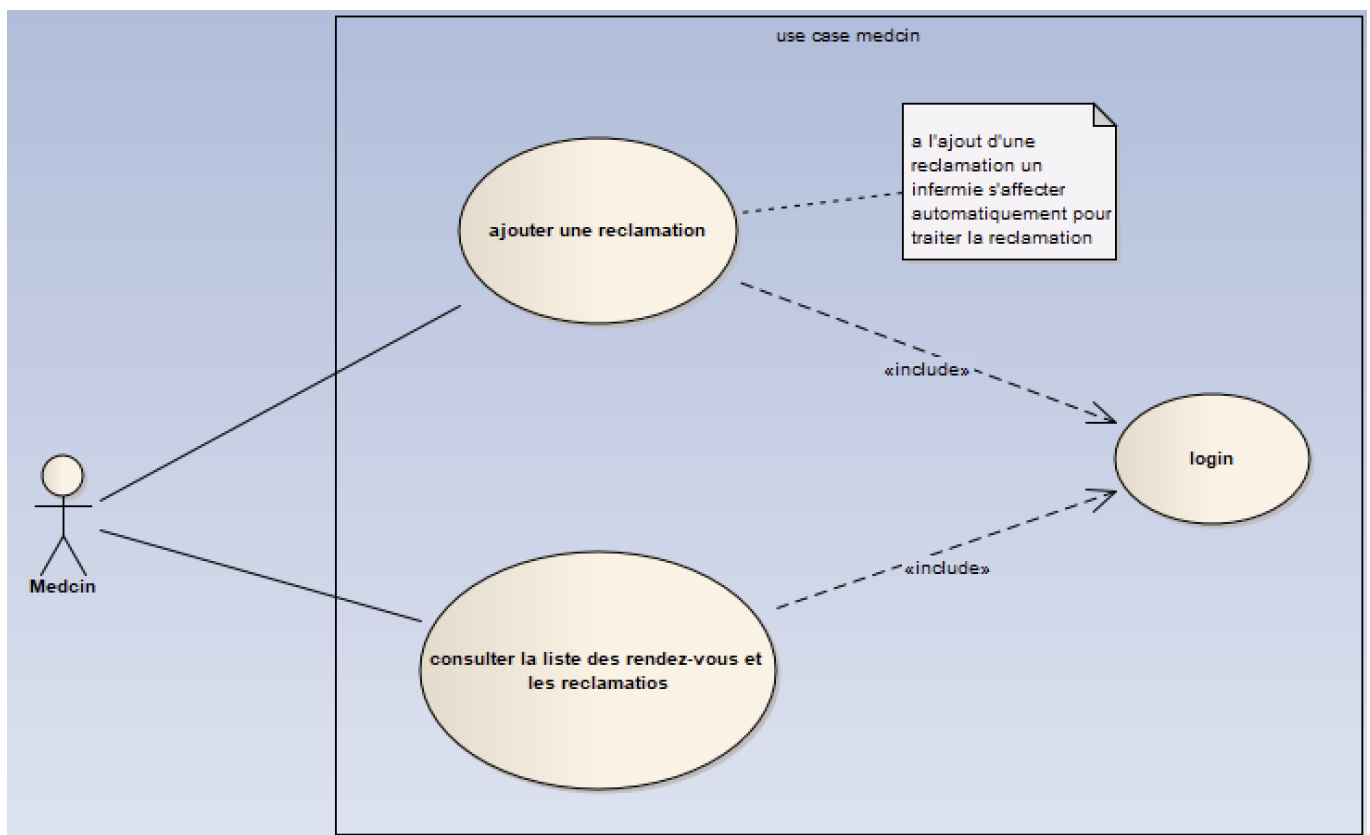 use case medcin
a l'ajout d'une
reclamation un
infermie s'affecter
automatiquement pour
traiter la reclamation
ajouter une reclamation
«include»
login
Medcin
«include»
consulter la liste des rendez-vous et
les reclamatios